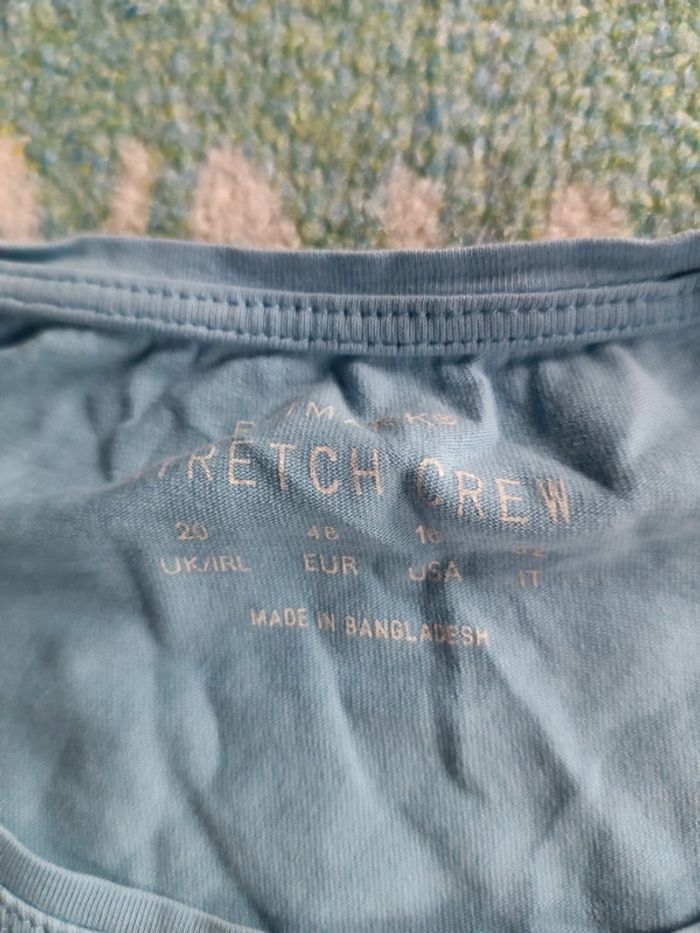 STRETCH CREW
20 48 16
UK/IRL EUR USA IT
MADE IN BANGLADESH